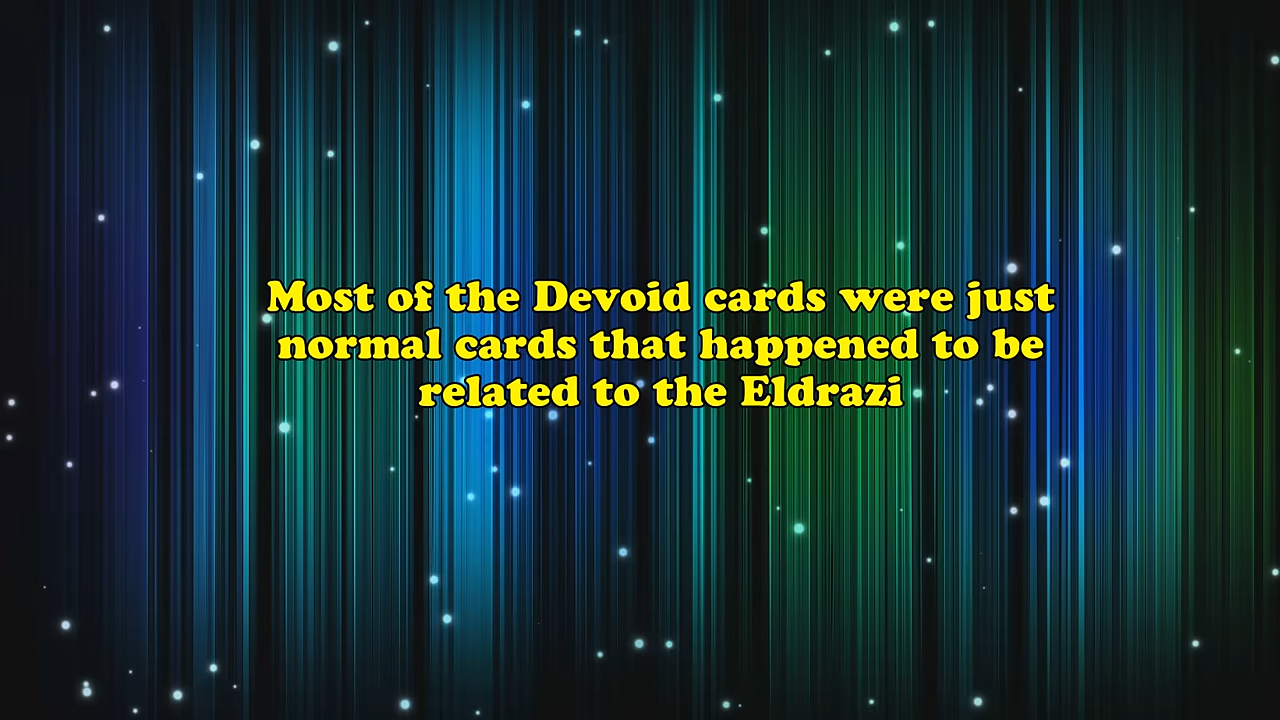 Most of the Devoid cards were just
normal cards that happened to be
related to the Eldrazi